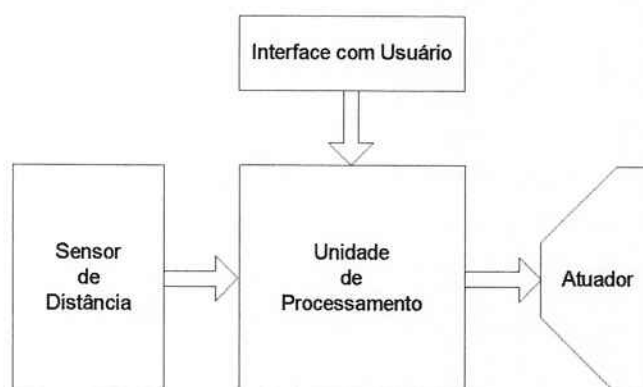 Interface com Usuário
Sensor
de
Distância
Unidade
de
Processamento
Atuador